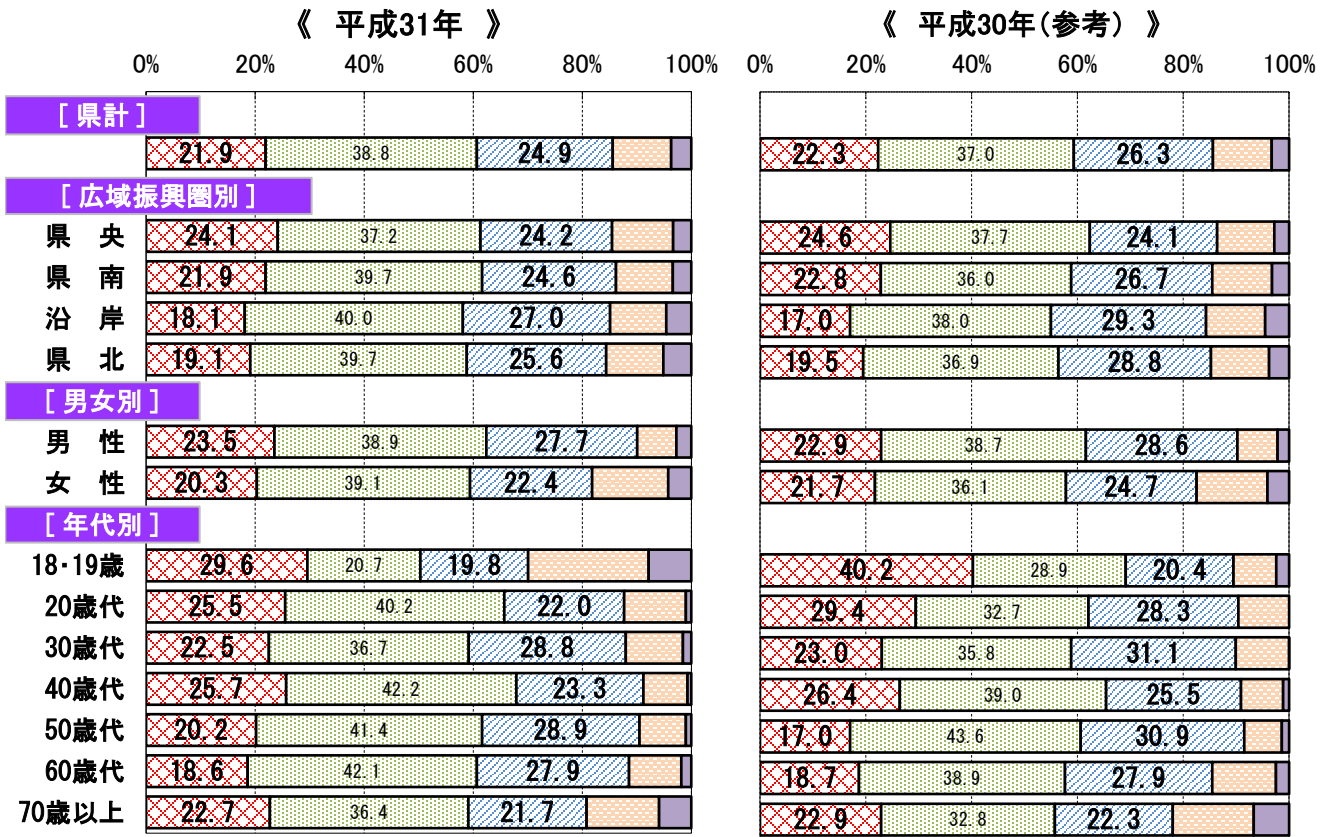 《 平成31年 》 《 平成30年(参考) 》
0% 20% 40% 60% 80% 100% 0% 20% 40% 60% 80% 100%
[ 県計 ]
21.9 38.8 24.9 22.3 37.0 26.3
[ 広域振興圏別 ]
県 央 24.1 37.2 24.2 24.6 37.7 24.1
県 南 21.9 39.7 24.6 22.8 36.0 26.7
沿 岸 18.1 40.0 27.0 17.0 38.0 29.3
県 北 19.1 39.7 25.6 19.5 36.9 28.8
[ 男女別 ]
男 性 23.5 38.9 27.7 22.9 38.7 28.6
女 性 20.3 39.1 22.4 21.7 36.1 24.7
[ 年代別 ]
18・19歳 29.6 20.7 19.8 40.2 28.9 20.4
20歳代 25.5 40.2 22.0 29.4 32.7 28.3
30歳代 22.5 36.7 28.8 23.0 35.8 31.1
40歳代 25.7 42.2 23.3 26.4 39.0 25.5
50歳代 20.2 41.4 28.9 17.0 43.6 30.9
60歳代 18.6 42.1 27.9 18.7 38.9 27.9
70歳以上 22.7 36.4 21.7 22.9 32.8 22.3